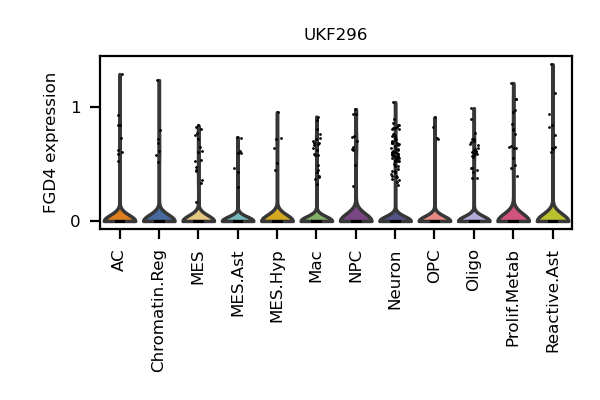 UKF296
FGD4 expression
1
0
AC
Chromatin.Reg
MES
MES.Ast
MES.Hyp
Mac
NPC
Neuron
OPC
Oligo
Prolif.Metab
Reactive.Ast